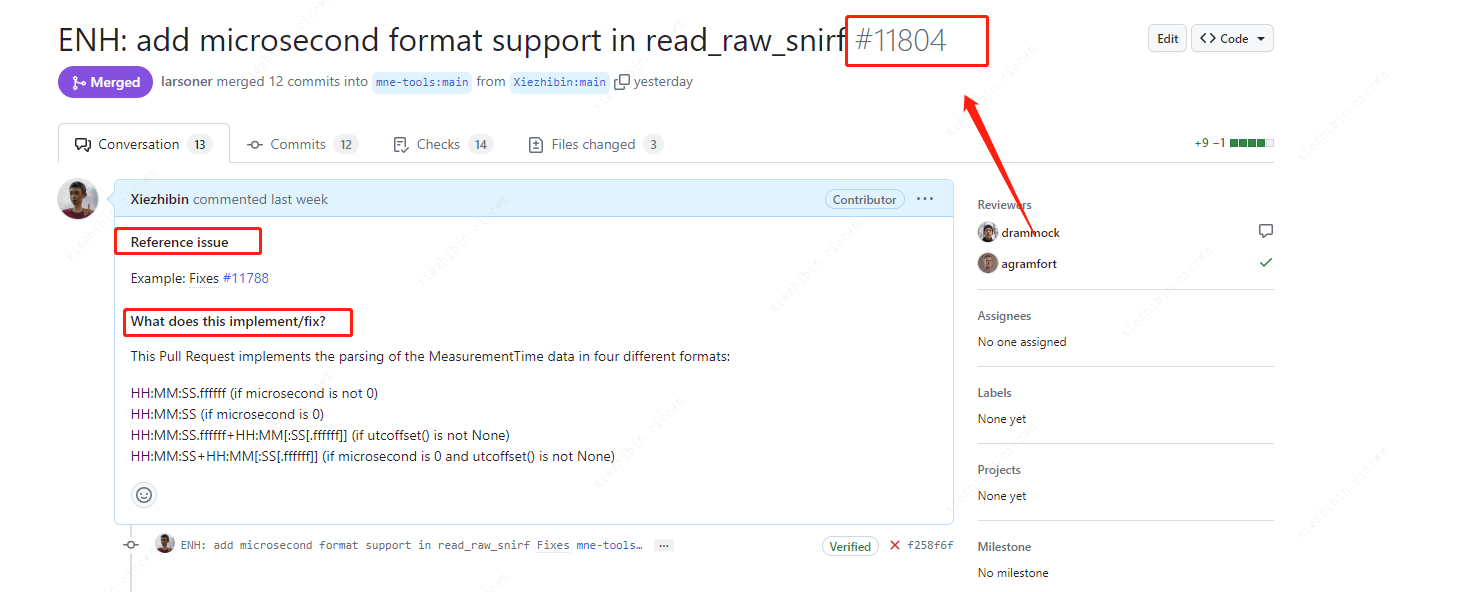 ENH: add microsecond format support in read_raw_snirf #11804
Edit
Code
Merged
larsoner merged 12 commits into mne-tools:main from Xiezhibin:main yesterday
Conversation 13
Commits 12
Checks 14
Files changed 3
+9 −1
Xiezhibin commented last week
Contributor
Reference issue
Example: Fixes #11788
What does this implement/fix?
This Pull Request implements the parsing of the MeasurementTime data in four different formats:
HH:MM:SS.ffffff (if microsecond is not 0)
HH:MM:SS (if microsecond is 0)
HH:MM:SS.ffffff+HH:MM[:SS[.ffffff]] (if utcoffset() is not None)
HH:MM:SS+HH:MM[:SS[.ffffff]] (if microsecond is 0 and utcoffset() is not None)
ENH: add microsecond format support in read_raw_snirf Fixes mne-tools…
Verified
f258f6f
Reviewers
drammock
agramfort
Assignees
No one assigned
Labels
None yet
Projects
None yet
Milestone
No milestone